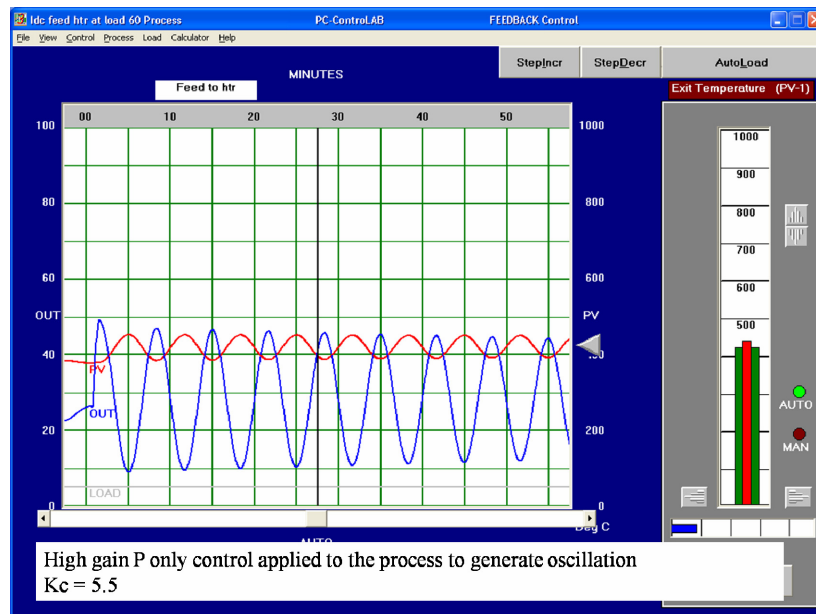 Idc feed htr at load 60 Process PC-ControLAB FEEDBACK Control
File View Control Process Load Calculator Help
StepIncr StepDecr AutoLoad
MINUTES
Feed to htr
Exit Temperature (PV-1)
00 10 20 30 40 50
100 1000
80 800
60 600
OUT PV
40 400
PV
OUT
20 200
LOAD
0 0
Deg C
AUTO
1000
900
800
700
600
500
AUTO
MAN
High gain P only control applied to the process to generate oscillation
Kc = 5.5